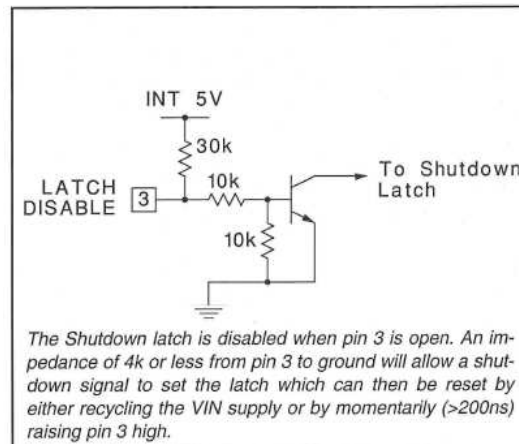 INT 5V
30k
To Shutdown
Latch
LATCH
DISABLE
3
10k
10k
The Shutdown latch is disabled when pin 3 is open. An im-
pedance of 4k or less from pin 3 to ground will allow a shut-
down signal to set the latch which can then be reset by
either recycling the VIN supply or by momentarily (>200ns)
raising pin 3 high.